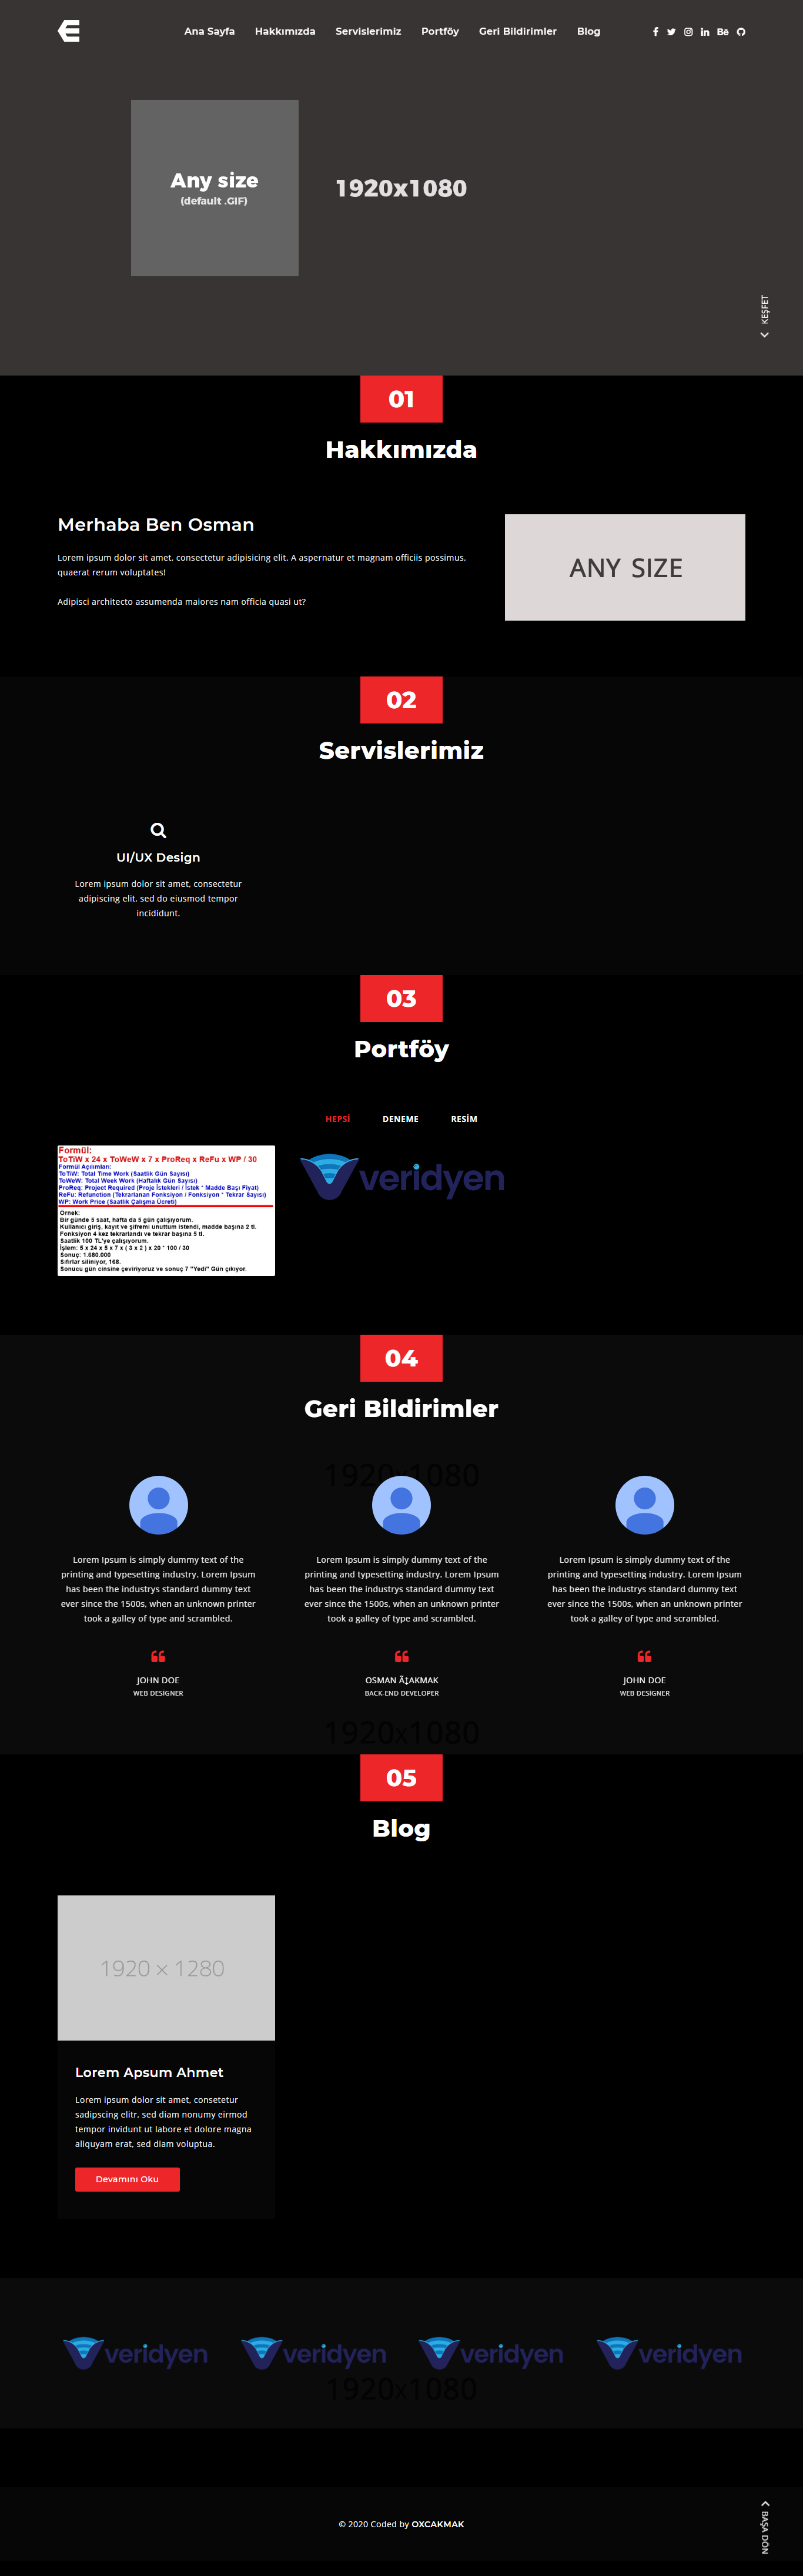 Ana Sayfa Hakkımızda Servislerimiz Portföy Geri Bildirimler Blog
Any size
(default .GIF)
1920x1080
KEŞFET
01
Hakkımızda
Merhaba Ben Osman
Lorem ipsum dolor sit amet, consectetur adipisicing elit. A aspernatur et magnam officiis possimus,
quaerat rerum voluptates!
Adipisci architecto assumenda maiores nam officia quasi ut?
ANY SIZE
02
Servislerimiz
UI/UX Design
Lorem ipsum dolor sit amet, consectetur
adipiscing elit, sed do eiusmod tempor
incididunt.
03
Portföy
HEPSİ DENEME RESİM
Formül:
ToTiW x 24 x ToWeW x 7 x ProReq x ReFu x WP / 30
Formül Açılımları:
ToTiW: Total Time Work (Saatlik Gün Sayısı)
ToWeW: Total Week Work (Haftalık Gün Sayısı)
ProReq: Project Required (Proje İstekleri / İstek * Madde Başı Fiyat)
ReFu: Refunction (Tekrarlanan Fonksiyon / Fonksiyon * Tekrar Sayısı)
WP: Work Price (Saatlik Çalışma Ücreti)
Örnek:
Bir günde 5 saat, hafta da 5 gün çalışıyorum.
Kullanıcı giriş, kayıt ve şifremi unuttum istendi, madde başına 2 tl.
Fonksiyon 4 kez tekrarlandı ve tekrar başına 5 tl.
Saatlik 100 TL'ye çalışıyorum.
İşlem: 5 x 24 x 5 x 7 x ( 3 x 2 ) x 20 * 100 / 30
Sonuç: 1.680.000
Sıfırlar siliniyor, 168.
Sonucu gün cinsine çeviriyoruz ve sonuç 7 "Yedi" Gün çıkıyor.
veridyen
04
Geri Bildirimler
1920x1080
Lorem Ipsum is simply dummy text of the
printing and typesetting industry. Lorem Ipsum
has been the industrys standard dummy text
ever since the 1500s, when an unknown printer
took a galley of type and scrambled.
JOHN DOE
WEB DESİGNER
Lorem Ipsum is simply dummy text of the
printing and typesetting industry. Lorem Ipsum
has been the industrys standard dummy text
ever since the 1500s, when an unknown printer
took a galley of type and scrambled.
OSMAN Ã‡AKMAK
BACK-END DEVELOPER
Lorem Ipsum is simply dummy text of the
printing and typesetting industry. Lorem Ipsum
has been the industrys standard dummy text
ever since the 1500s, when an unknown printer
took a galley of type and scrambled.
JOHN DOE
WEB DESİGNER
1920x1080
05
Blog
1920 × 1280
Lorem Apsum Ahmet
Lorem ipsum dolor sit amet, consetetur
sadipscing elitr, sed diam nonumy eirmod
tempor invidunt ut labore et dolore magna
aliquyam erat, sed diam voluptua.
Devamını Oku
veridyen veridyen veridyen veridyen
1920x1080
© 2020 Coded by OXCAKMAK
BAŞA DÖN